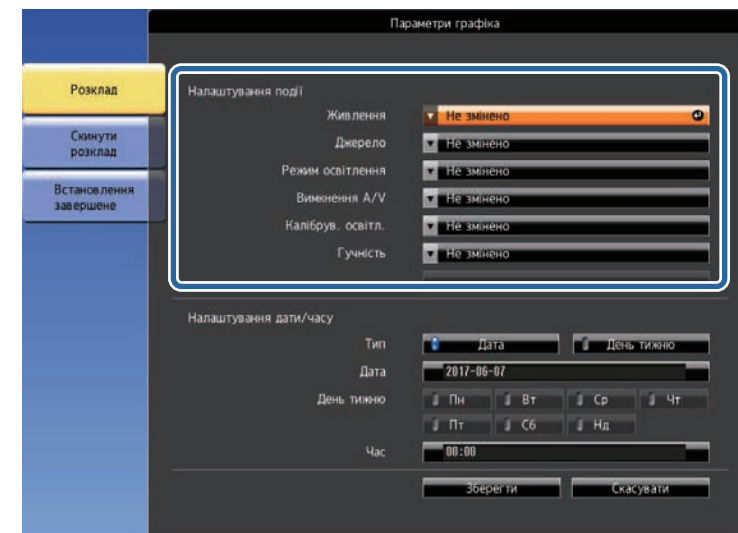 Параметри графіка
Розклад
Скинути
розклад
Встановлення
завершене
Налаштування події
Живлення Не змінено
Джерело Не змінено
Режим освітлення Не змінено
Вимкнення A/V Не змінено
Калібрув. освітл. Не змінено
Гучність Не змінено
Налаштування дати/часу
Тип Дата День тижню
Дата 2017-06-07
День тижню Пн Вт Ср Чт
Пт Сб Нд
Час 00:00
Зберегти Скасувати